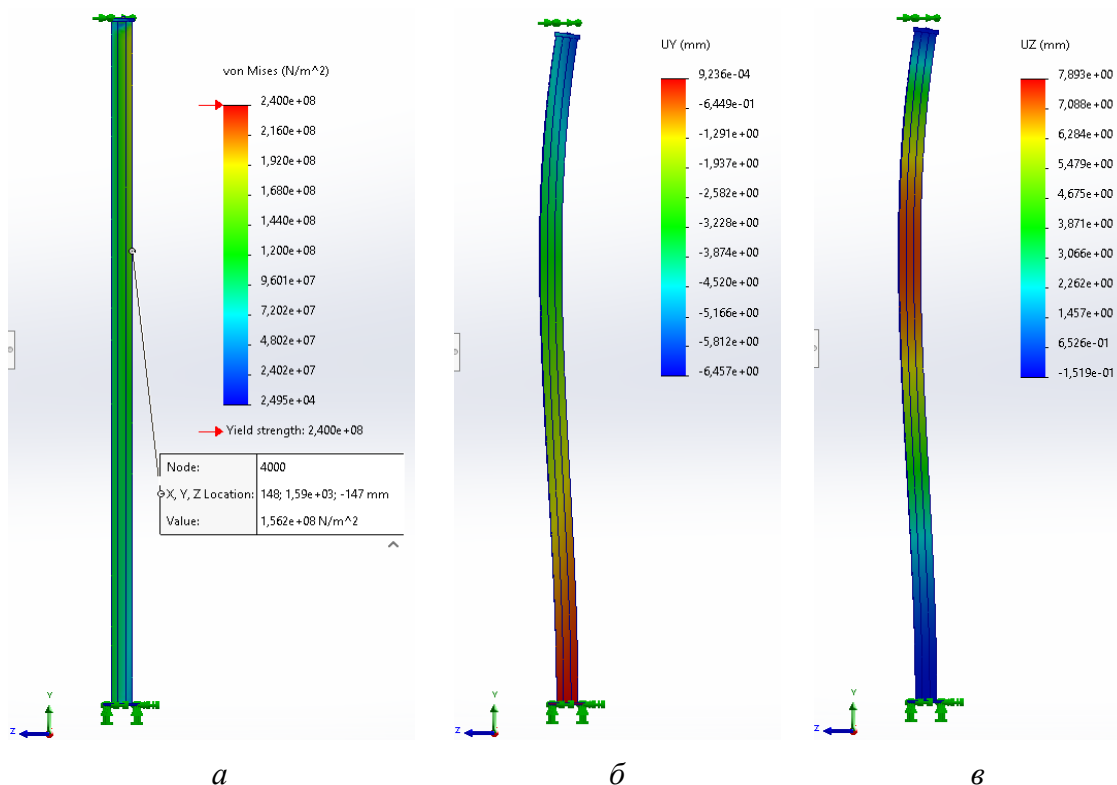 von Mises (N/m^2)
2,400e+08
2,160e+08
1,920e+08
1,680e+08
1,440e+08
1,200e+08
9,601e+07
7,202e+07
4,802e+07
2,402e+07
2,495e+04
Yield strength: 2,400e+08
Node: 4000
X, Y, Z Location: 148; 1,59e+03; -147 mm
Value: 1,562e+08 N/m^2
Y
Z
а
UY (mm)
9,236e-04
-6,449e-01
-1,291e+00
-1,937e+00
-2,582e+00
-3,228e+00
-3,874e+00
-4,520e+00
-5,166e+00
-5,812e+00
-6,457e+00
Y
Z
б
UZ (mm)
7,893e+00
7,088e+00
6,284e+00
5,479e+00
4,675e+00
3,871e+00
3,066e+00
2,262e+00
1,457e+00
6,526e-01
-1,519e-01
Y
Z
в